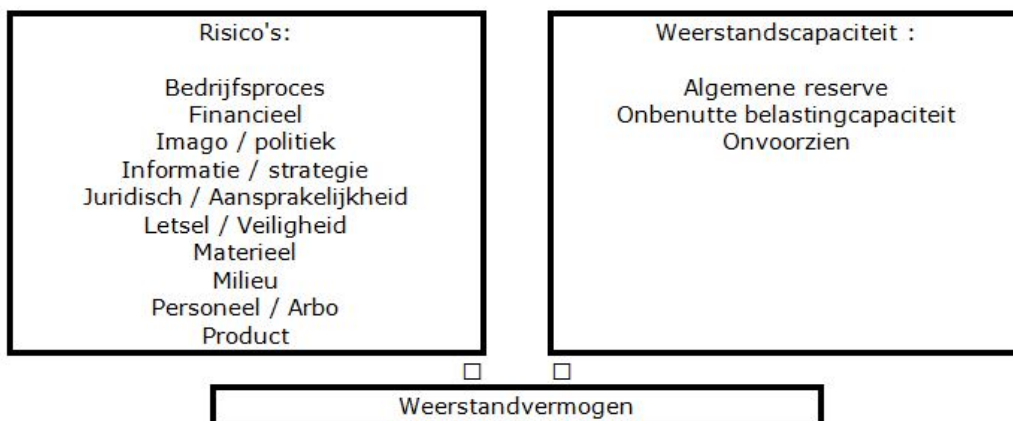 Risico's:
Bedrijfsproces
Financieel
Imago / politiek
Informatie / strategie
Juridisch / Aansprakelijkheid
Letsel / Veiligheid
Materieel
Milieu
Personeel / Arbo
Product
Weerstandscapaciteit :
Algemene reserve
Onbenutte belastingcapaciteit
Onvoorzien
Weerstandvermogen